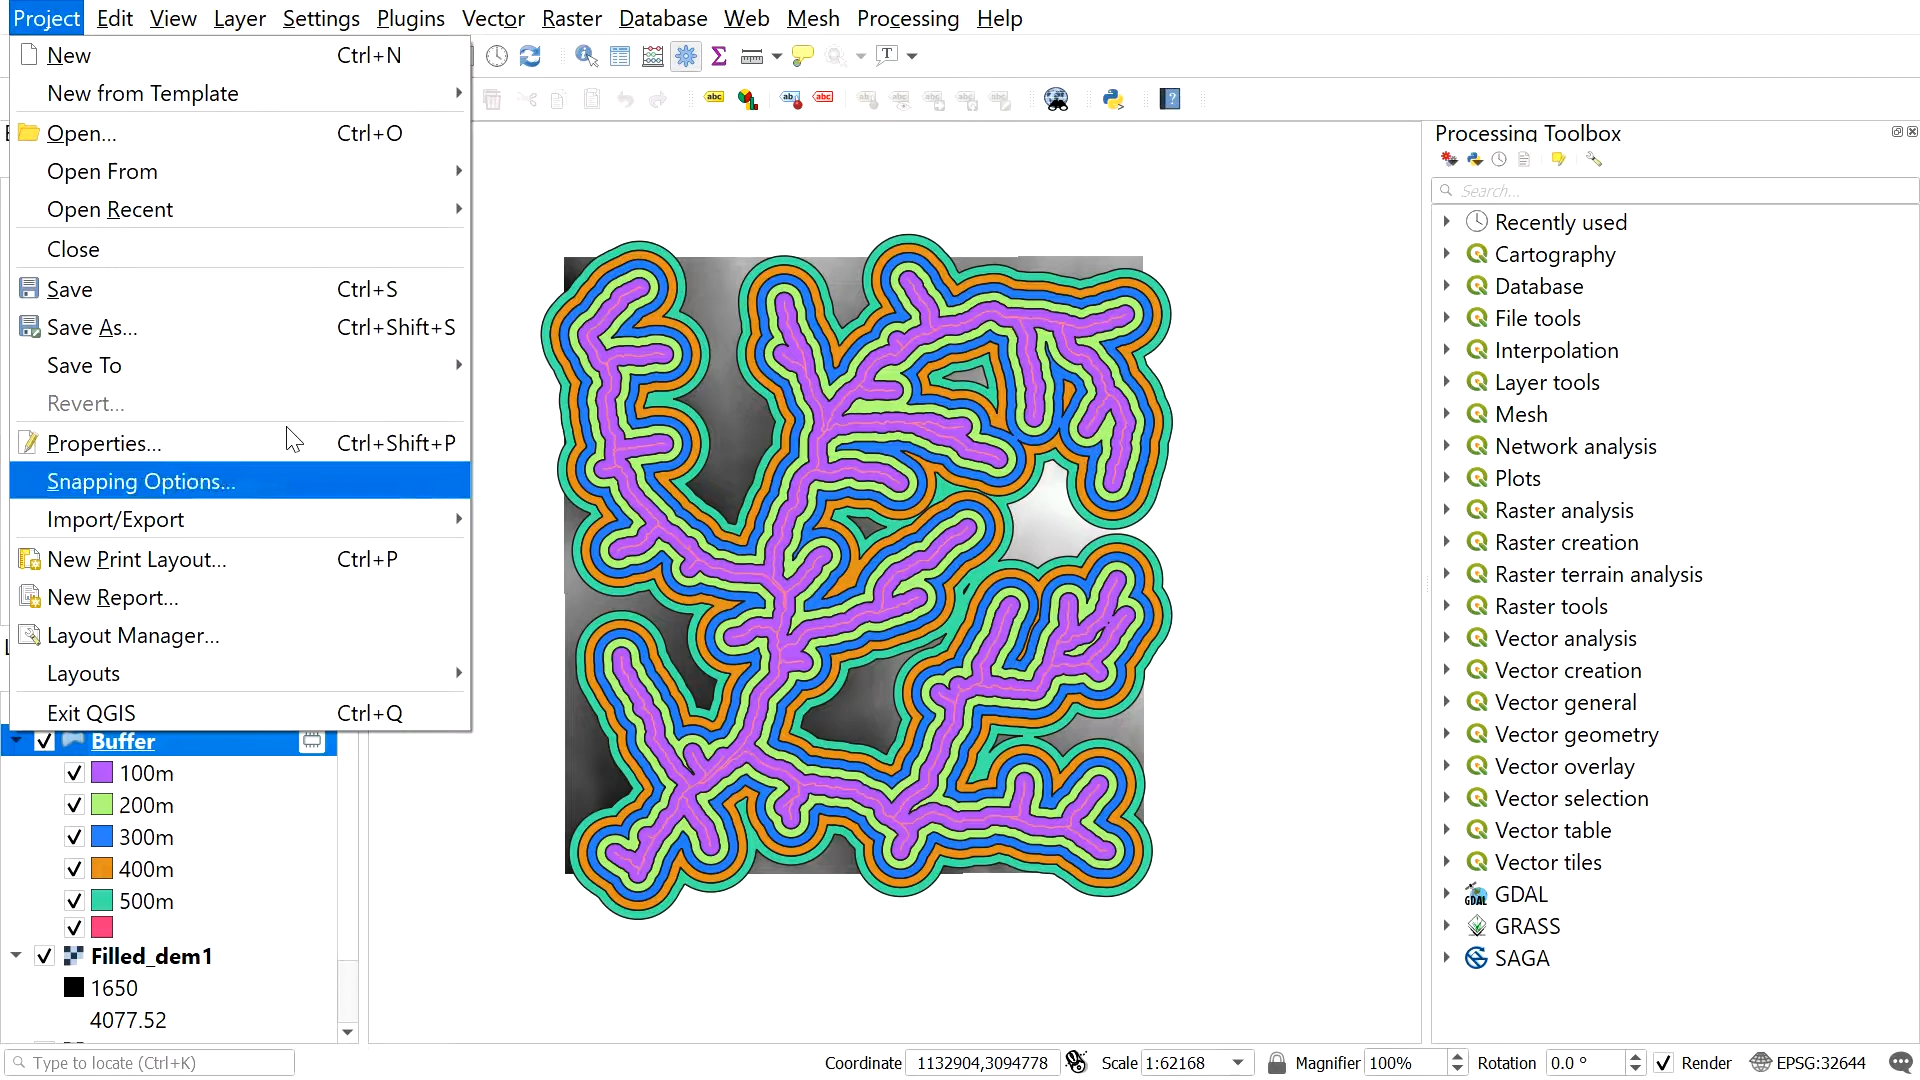 Project Edit View Layer Settings Plugins Vector Raster Database Web Mesh Processing Help
New Ctrl+N
New from Template
Open... Ctrl+O
Open From
Open Recent
Close
Save Ctrl+S
Save As... Ctrl+Shift+S
Save To
Revert...
Properties... Ctrl+Shift+P
Snapping Options...
Import/Export
New Print Layout... Ctrl+P
New Report...
Layout Manager...
Layouts
Exit QGIS Ctrl+Q
Buffer
100m
200m
300m
400m
500m
Filled_dem1
1650
4077.52
abc
abc
abc
T
Processing Toolbox
Search...
Recently used
Cartography
Database
File tools
Interpolation
Layer tools
Mesh
Network analysis
Plots
Raster analysis
Raster creation
Raster terrain analysis
Raster tools
Vector analysis
Vector creation
Vector general
Vector geometry
Vector overlay
Vector selection
Vector table
Vector tiles
GDAL
GRASS
SAGA
Type to locate (Ctrl+K)
Coordinate 1132904,3094778 Scale 1:62168 Magnifier 100% Rotation 0.0 ° Render EPSG:32644